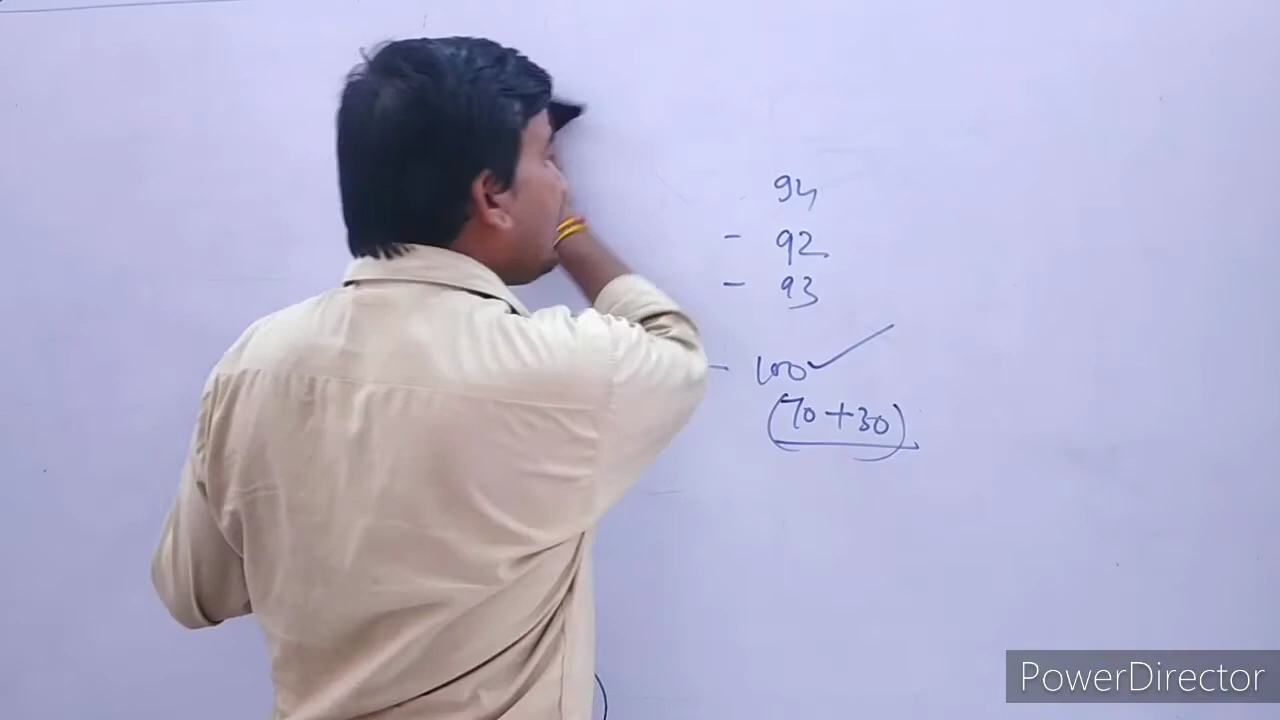 94
- 92
- 93
- 100 ✓
(70+30)
PowerDirector